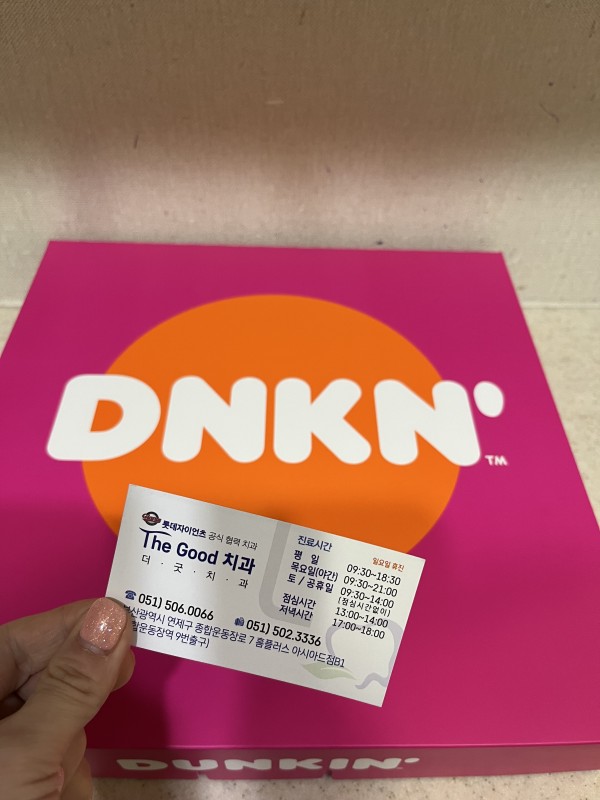 DNKN'
TM
롯데자이언츠 공식 협력 치과
The Good 치과
더 · 굿 · 치 · 과
☎ 051) 506.0066
051) 502.3336
부산광역시 연제구 종합운동장로 7 홈플러스 아시아드점B1
합운동장역 9번출구)
진료시간
일요일 휴진
평 일 09:30~18:30
목요일(야간) 09:30~21:00
토 / 공휴일 09:30~14:00
(점심시간없이)
점심시간 13:00~14:00
저녁시간 17:00~18:00
DUNKIN'